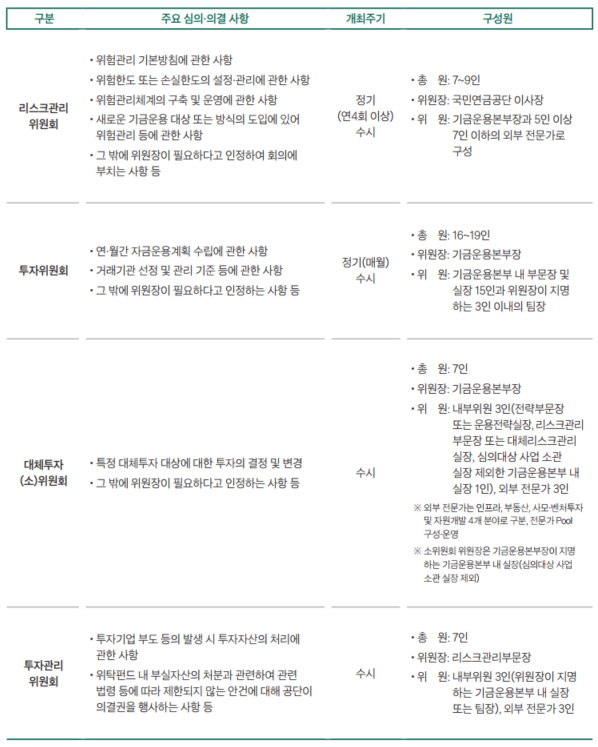 구분 주요 심의·의결 사항 개최주기 구성원
리스크관리
위원회
• 위험관리 기본방침에 관한 사항
• 위험한도 또는 손실한도의 설정·관리에 관한 사항
• 위험관리체계의 구축 및 운영에 관한 사항
• 새로운 기금운용 대상 또는 방식의 도입에 있어
위험관리 등에 관한 사항
• 그 밖에 위원장이 필요하다고 인정하여 회의에
부치는 사항 등
정기
(연4회 이상)
수시
• 총 원: 7~9인
• 위원장: 국민연금공단 이사장
• 위 원: 기금운용본부장과 5인 이상
7인 이하의 외부 전문가로
구성
투자위원회
• 연·월간 자금운용계획 수립에 관한 사항
• 거래기관 선정 및 관리 기준 등에 관한 사항
• 그 밖에 위원장이 필요하다고 인정하는 사항 등
정기(매월)
수시
• 총 원: 16~19인
• 위원장: 기금운용본부장
• 위 원: 기금운용본부 내 부문장 및
실장 15인과 위원장이 지명
하는 3인 이내의 팀장
대체투자
(소)위원회
• 특정 대체투자 대상에 대한 투자의 결정 및 변경
• 그 밖에 위원장이 필요하다고 인정하는 사항 등
수시
• 총 원: 7인
• 위원장: 기금운용본부장
• 위 원: 내부위원 3인(전략부문장
또는 운용전략실장, 리스크관리
부문장 또는 대체리스크관리
실장, 심의대상 사업 소관
실장 제외한 기금운용본부 내
실장 1인), 외부 전문가 3인
※ 외부 전문가는 인프라, 부동산, 사모·벤처투자
및 자원개발 4개 분야로 구분, 전문가 Pool
구성·운영
※ 소위원회 위원장은 기금운용본부장이 지명
하는 기금운용본부 내 실장(심의대상 사업
소관 실장 제외)
투자관리
위원회
• 투자기업 부도 등의 발생 시 투자자산의 처리에
관한 사항
• 위탁펀드 내 부실자산의 처분과 관련하여 관련
법령 등에 따라 제한되지 않는 안건에 대해 공단이
의결권을 행사하는 사항 등
수시
• 총 원: 7인
• 위원장: 리스크관리부문장
• 위 원: 내부위원 3인(위원장이 지명
하는 기금운용본부 내 실장
또는 팀장), 외부 전문가 3인